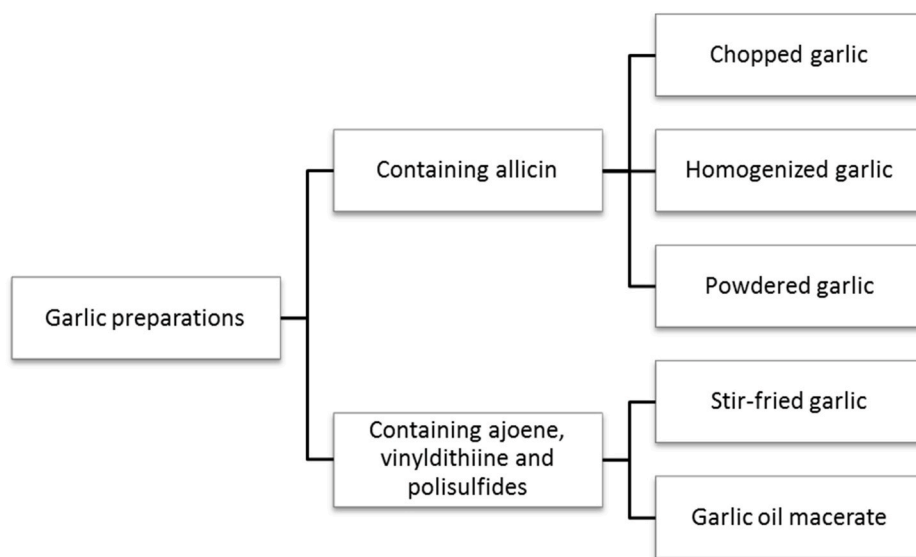 Chopped garlic
Containing allicin
Homogenized garlic
Powdered garlic
Garlic preparations
Stir-fried garlic
Containing ajoene,
vinyldithiine and
polisulfides
Garlic oil macerate